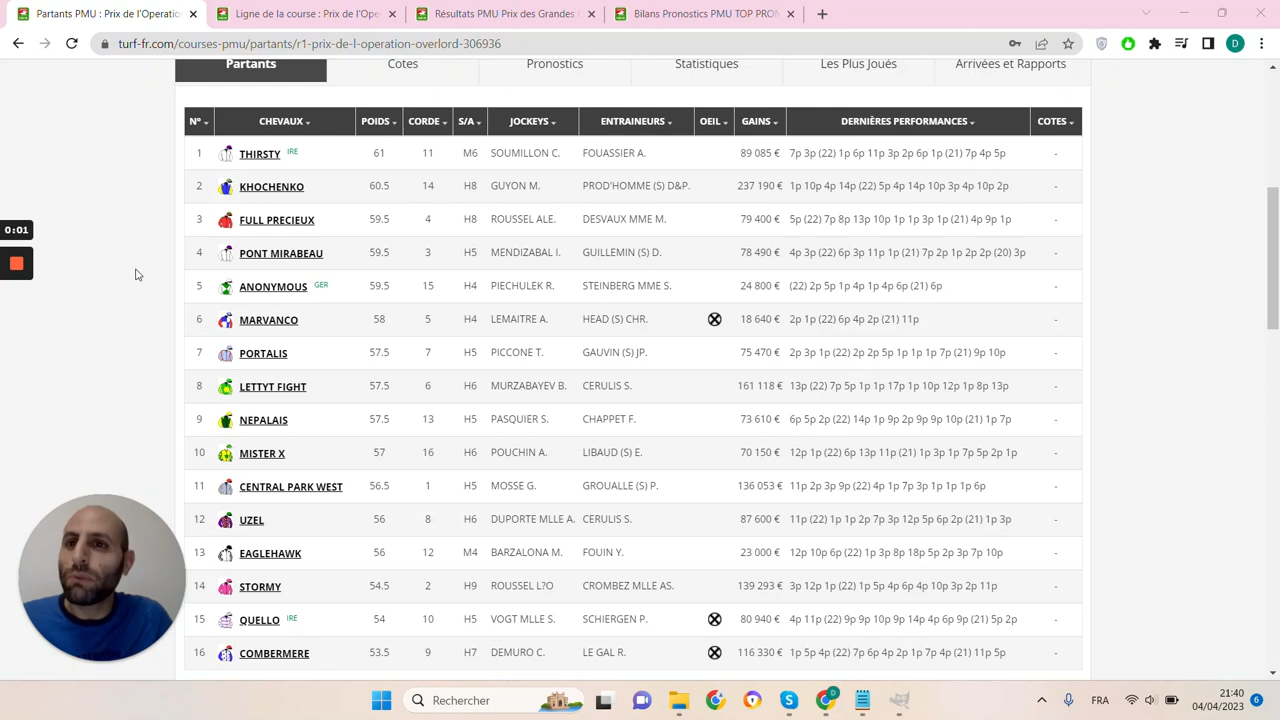 Partants PMU : Prix de l'Operation
Ligne de la course : Prix de l'Ope
Résultats PMU Prix des Grandes
Bilans Pronostics PMU TOP PRON
turf-fr.com/courses-pmu/partants/r1-prix-de-l-operation-overlord-306936
D
Partants Cotes Pronostics Statistiques Les Plus Joués Arrivées et Rapports
N° CHEVAUX POIDS CORDE S/A JOCKEYS ENTRAINEURS OEIL GAINS DERNIÈRES PERFORMANCES COTES
1 THIRSTY IRE 61 11 M6 SOUMILLON C. FOUASSIER A. 89 085 € 7p 3p (22) 1p 6p 11p 3p 2p 6p 1p (21) 7p 4p 5p -
2 KHOCHENKO 60.5 14 H8 GUYON M. PROD'HOMME (S) D&P. 237 190 € 1p 10p 4p 14p (22) 5p 4p 14p 10p 3p 4p 10p 2p -
3 FULL PRECIEUX 59.5 4 H8 ROUSSEL ALE. DESVAUX MME M. 79 400 € 5p (22) 7p 8p 13p 10p 1p 1p 3p 1p (21) 4p 9p 1p -
4 PONT MIRABEAU 59.5 3 H5 MENDIZABAL I. GUILLEMIN (S) D. 78 490 € 4p 3p (22) 6p 3p 11p 1p (21) 7p 2p 1p 2p 2p (20) 3p -
5 ANONYMOUS GER 59.5 15 H4 PIECHULEK R. STEINBERG MME S. 24 800 € (22) 2p 5p 1p 4p 1p 4p 6p (21) 6p -
6 MARVANCO 58 5 H4 LEMAITRE A. HEAD (S) CHR. 18 640 € 2p 1p (22) 6p 4p 2p (21) 11p -
7 PORTALIS 57.5 7 H5 PICCONE T. GAUVIN (S) JP. 75 470 € 2p 3p 1p (22) 2p 2p 5p 1p 1p 1p 7p (21) 9p 10p -
8 LETTYT FIGHT 57.5 6 H6 MURZABAYEV B. CERULIS S. 161 118 € 13p (22) 7p 5p 1p 1p 17p 1p 10p 12p 1p 8p 13p -
9 NEPALAIS 57.5 13 H5 PASQUIER S. CHAPPET F. 73 610 € 6p 5p 2p (22) 14p 1p 9p 2p 9p 9p 10p (21) 1p 7p -
10 MISTER X 57 16 H6 POUCHIN A. LIBAUD (S) E. 70 150 € 12p 1p (22) 6p 13p 11p (21) 1p 3p 1p 7p 5p 2p 1p -
11 CENTRAL PARK WEST 56.5 1 H5 MOSSE G. GROUALLE (S) P. 136 053 € 11p 2p 3p 9p (22) 4p 1p 7p 3p 1p 1p 1p 6p -
12 UZEL 56 8 H6 DUPORTE MLLE A. CERULIS S. 87 600 € 11p (22) 1p 1p 2p 7p 3p 12p 5p 6p 2p (21) 1p 3p -
13 EAGLEHAWK 56 12 M4 BARZALONA M. FOUIN Y. 23 000 € 12p 10p 6p (22) 1p 3p 8p 18p 5p 2p 3p 7p 10p -
14 STORMY 54.5 2 H9 ROUSSEL L?O CROMBEZ MLLE AS. 139 293 € 3p 12p 1p (22) 1p 5p 4p 6p 4p 10p 3p 2p 11p -
15 QUELLO IRE 54 10 H5 VOGT MLLE S. SCHIERGEN P. 80 940 € 4p 11p (22) 9p 9p 10p 9p 14p 4p 6p 9p (21) 5p 2p -
16 COMBERMERE 53.5 9 H7 DEMURO C. LE GAL R. 116 330 € 1p 5p 4p (22) 7p 6p 4p 2p 1p 7p 4p (21) 11p 5p -
0:01
Rechercher
D
FRA
21:40
04/04/2023
6